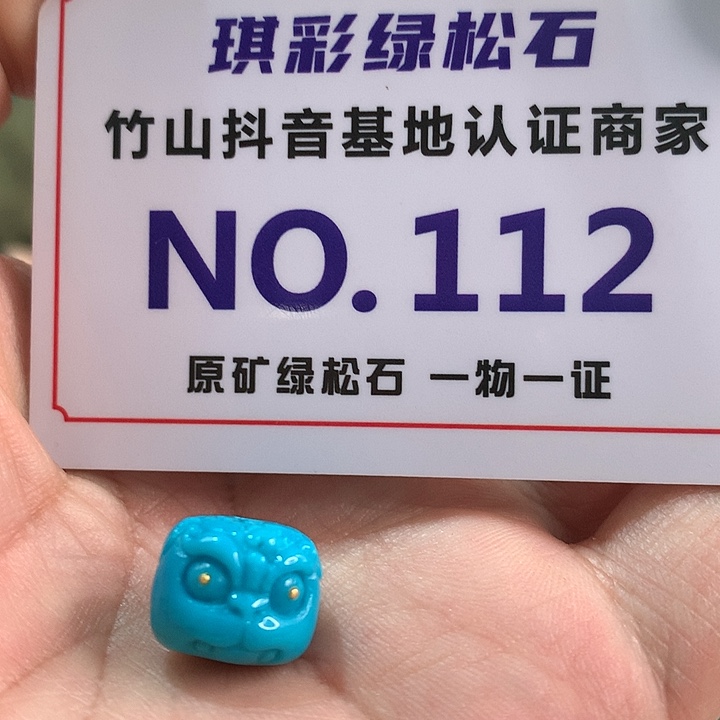 琪彩绿松石
竹山抖音基地认证商家
NO.112
原矿绿松石 一物一证